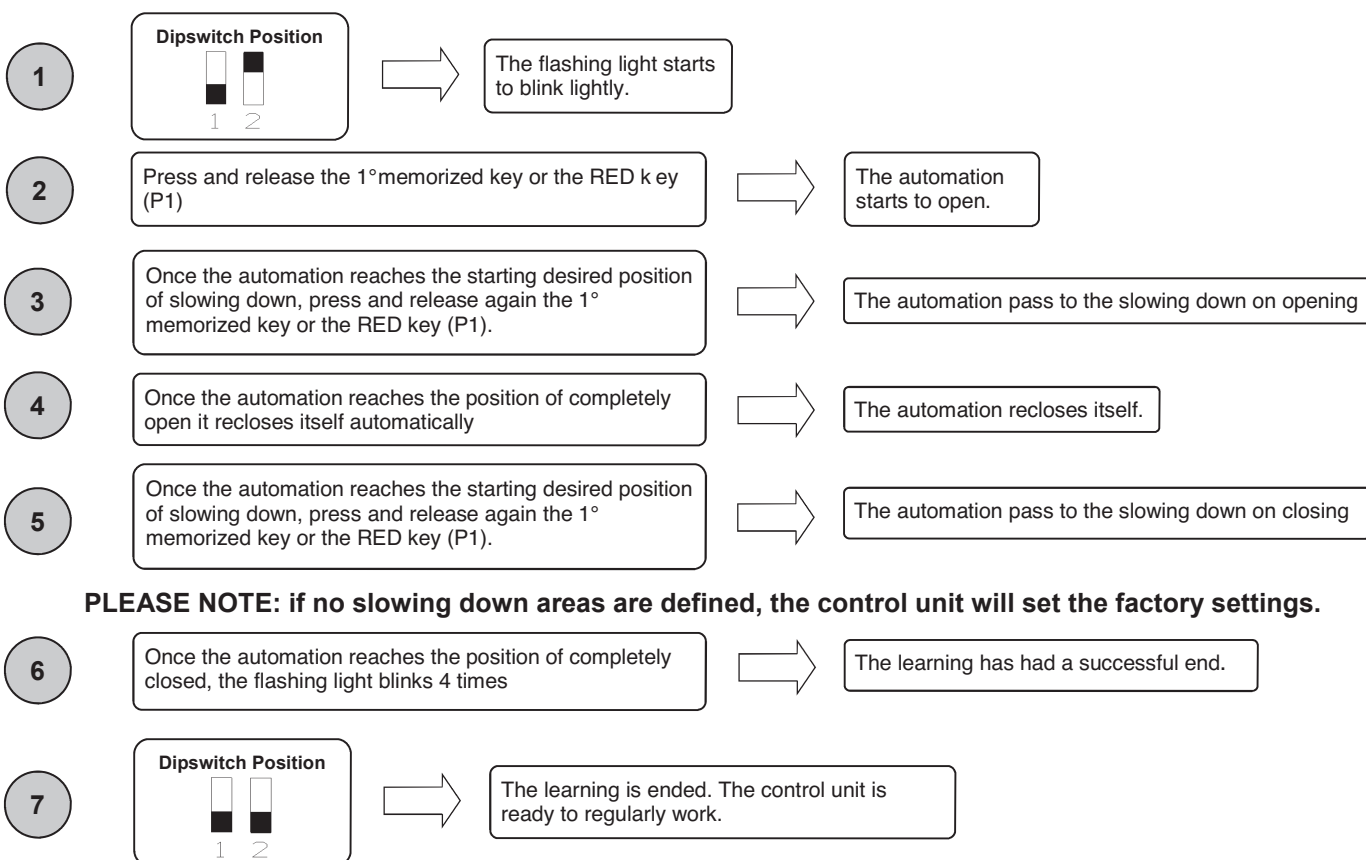 1
Dipswitch Position
1 2
The flashing light starts
to blink lightly.
2
Press and release the 1°memorized key or the RED k ey
(P1)
The automation
starts to open.
3
Once the automation reaches the starting desired position
of slowing down, press and release again the 1°
memorized key or the RED key (P1).
The automation pass to the slowing down on opening
4
Once the automation reaches the position of completely
open it recloses itself automatically
The automation recloses itself.
5
Once the automation reaches the starting desired position
of slowing down, press and release again the 1°
memorized key or the RED key (P1).
The automation pass to the slowing down on closing
PLEASE NOTE: if no slowing down areas are defined, the control unit will set the factory settings.
6
Once the automation reaches the position of completely
closed, the flashing light blinks 4 times
The learning has had a successful end.
7
Dipswitch Position
1 2
The learning is ended. The control unit is
ready to regularly work.